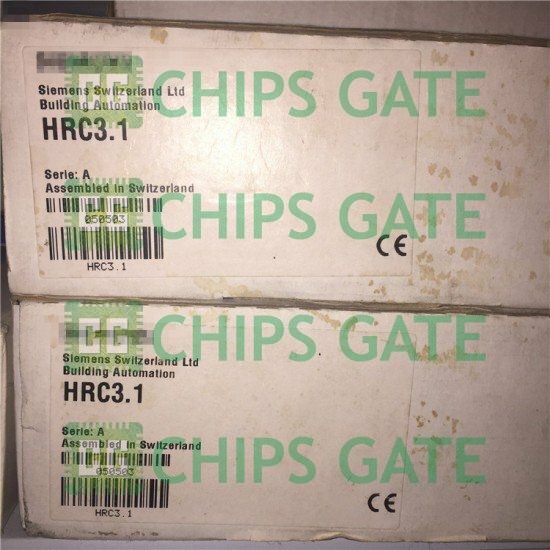 CHIPS GATE
Siemens Switzerland Ltd
Building Automation
HRC3.1
Serie: A
Assembled in Switzerland
CHIPS GATE
050503
CE
HRC3.1
CHIPS GATE
Siemens Switzerland Ltd
Building Automation
HRC3.1
Serie: A
Assembled in Switzerland
CHIPS GATE
050503
CE
HRC3.1